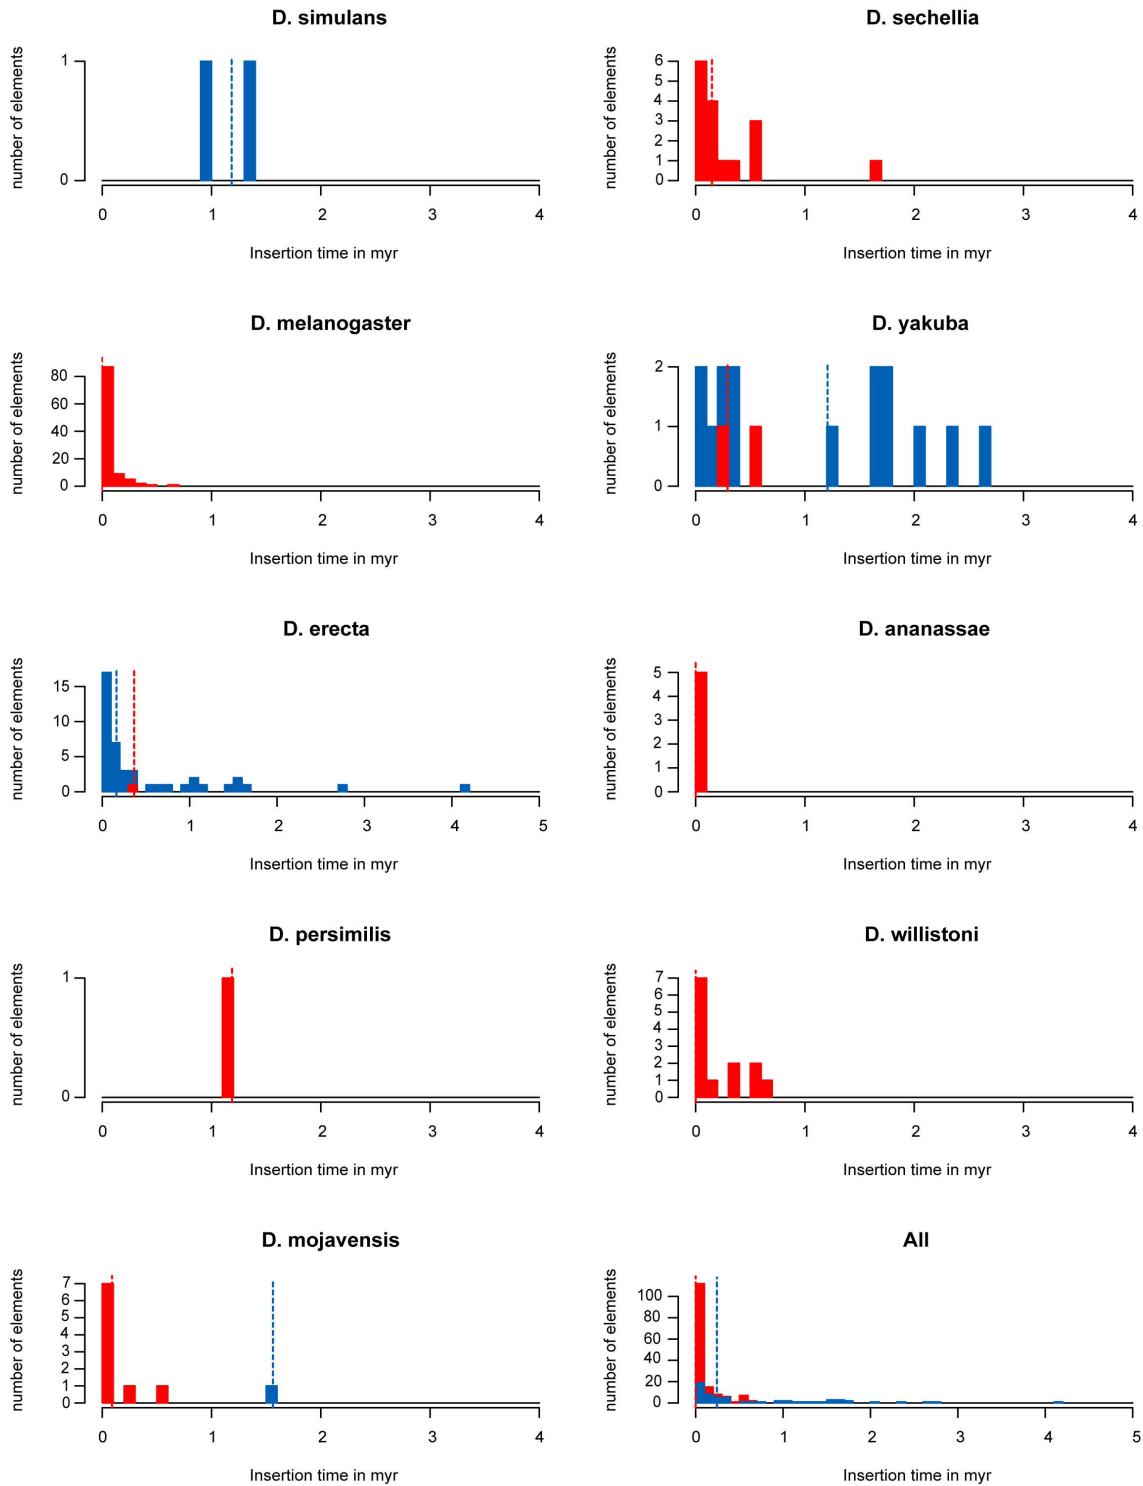 D. simulans
number of elements
1
0
0 1 2 3 4
Insertion time in myr
D. sechellia
number of elements
6
5
4
3
2
1
0
0 1 2 3 4
Insertion time in myr
D. melanogaster
number of elements
80
60
40
20
0
0 1 2 3 4
Insertion time in myr
D. yakuba
number of elements
2
1
0
0 1 2 3 4
Insertion time in myr
D. erecta
number of elements
15
10
5
0
0 1 2 3 4 5
Insertion time in myr
D. ananassae
number of elements
5
4
3
2
1
0
0 1 2 3 4
Insertion time in myr
D. persimilis
number of elements
1
0
0 1 2 3 4
Insertion time in myr
D. willistoni
number of elements
7
6
5
4
3
2
1
0
0 1 2 3 4
Insertion time in myr
D. mojavensis
number of elements
7
6
5
4
3
2
1
0
0 1 2 3 4
Insertion time in myr
All
number of elements
100
80
60
40
20
0
0 1 2 3 4 5
Insertion time in myr